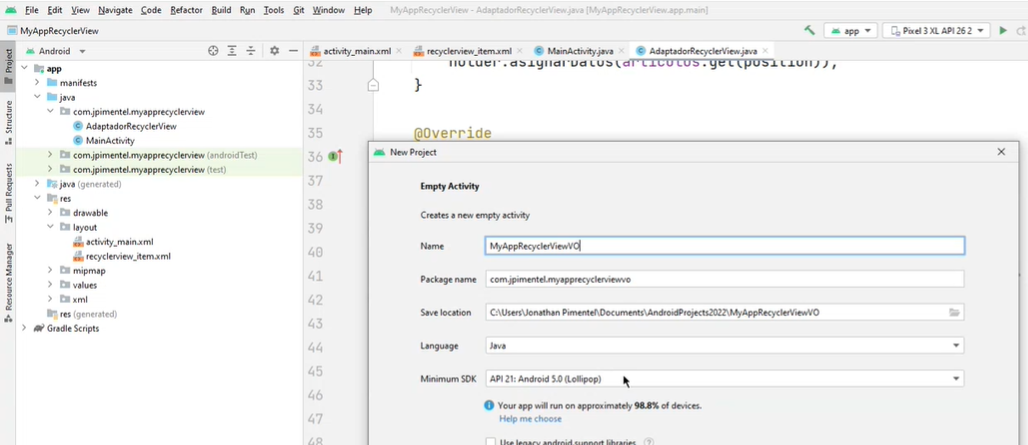 File Edit View Navigate Code Refactor Build Run Tools Git Window Help MyAppRecyclerView - AdaptadorRecyclerView.java [MyAppRecyclerView.app.main]
MyAppRecyclerView
app
Pixel 3 XL API 26 2
Android
activity_main.xml
recyclerview_item.xml
MainActivity.java
AdaptadorRecyclerView.java
Project
Structure
Pull Requests
Resource Manager
app
manifests
java
com.jpimentel.myapprecyclerview
AdaptadorRecyclerView
MainActivity
com.jpimentel.myapprecyclerview (androidTest)
com.jpimentel.myapprecyclerview (test)
java (generated)
res
drawable
layout
activity_main.xml
recyclerview_item.xml
mipmap
values
xml
res (generated)
Gradle Scripts
32 holder.asignarDatos(articulos.get(position));
33 }
34
35 @Override
36
37
38
39
40
41
42
43
44
45
46
47
48
New Project
Empty Activity
Creates a new empty activity
Name MyAppRecyclerViewVO
Package name com.jpimentel.myapprecyclerviewvo
Save location C:\Users\Jonathan Pimentel\Documents\AndroidProjects2022\MyAppRecyclerViewVO
Language Java
Minimum SDK API 21: Android 5.0 (Lollipop)
Your app will run on approximately 98.8% of devices.
Help me choose
Use legacy android.support libraries